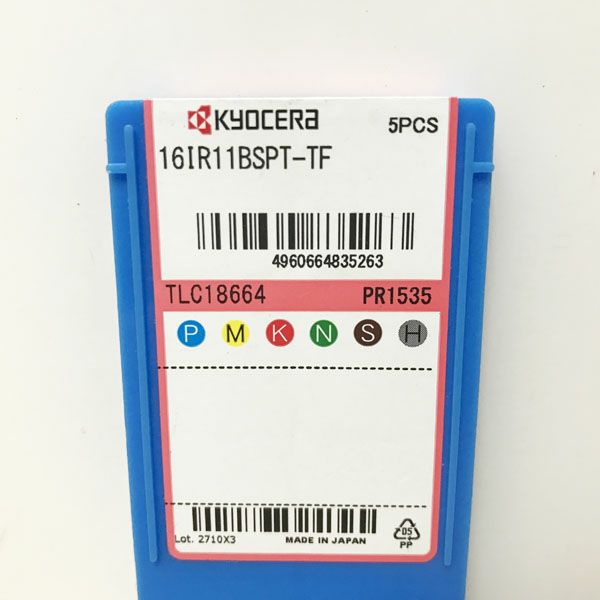 KYOCERA 5PCS
16IR11BSPT-TF
4960664835263
TLC18664 PR1535
P M K N S H
Lot. 2710X3 MADE IN JAPAN
05
PP